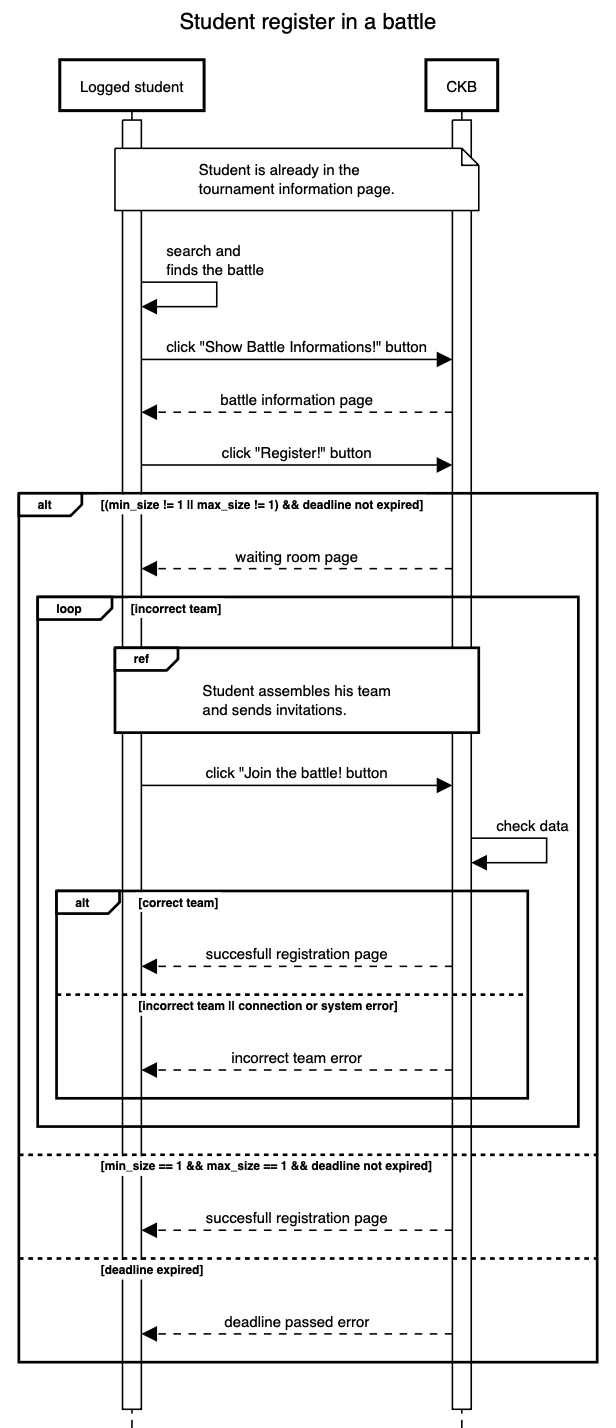 Student register in a battle
Logged student
CKB
Student is already in the
tournament information page.
search and
finds the battle
click "Show Battle Informations!" button
battle information page
click "Register!" button
alt
[(min_size != 1 || max_size != 1) && deadline not expired]
waiting room page
loop
[incorrect team]
ref
Student assembles his team
and sends invitations.
click "Join the battle! button
check data
alt
[correct team]
succesfull registration page
[incorrect team || connection or system error]
incorrect team error
[min_size == 1 && max_size == 1 && deadline not expired]
succesfull registration page
[deadline expired]
deadline passed error